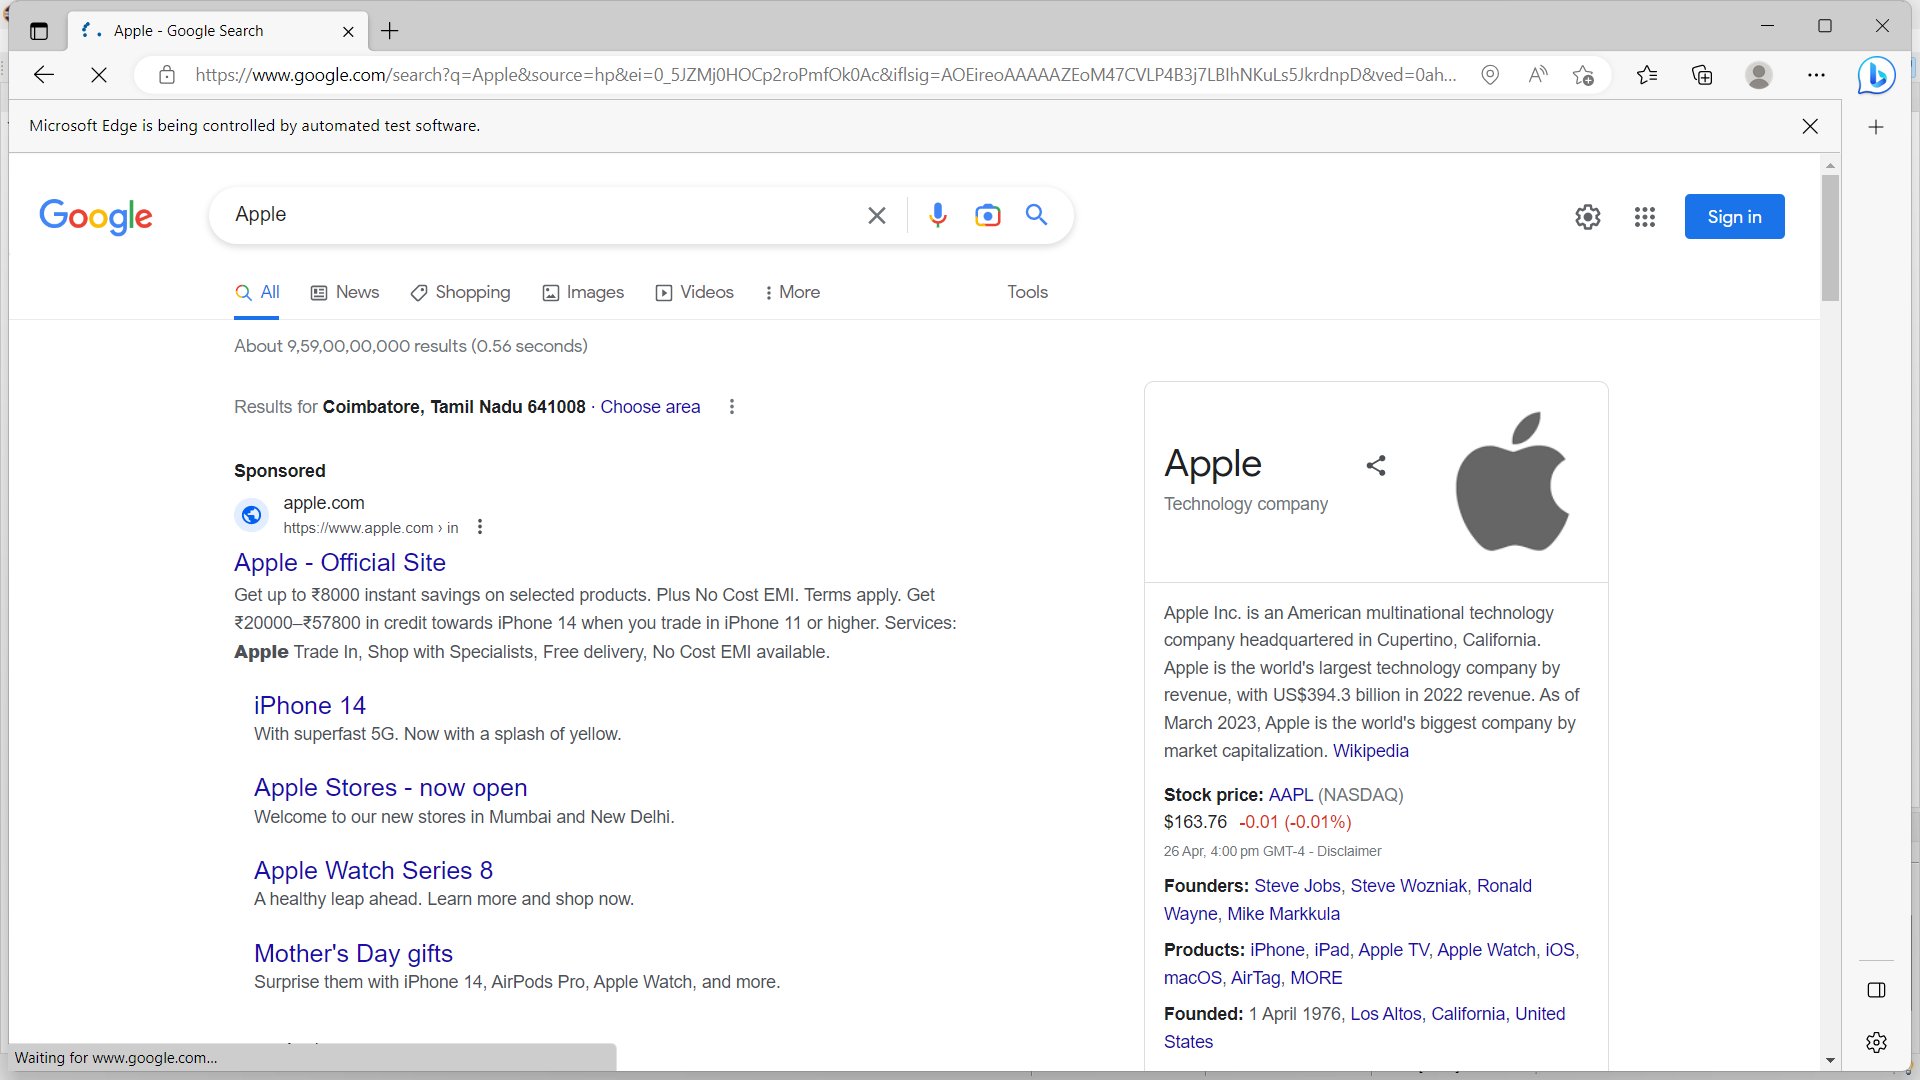 Apple - Google Search
https://www.google.com/search?q=Apple&source=hp&ei=0_5JZMj0HOCp2roPmfOk0Ac&iflsig=AOEireoAAAAAZEoM47CVLP4B3j7LBIhNKuLs5JkrdnpD&ved=0ah...
Microsoft Edge is being controlled by automated test software.
Google
Apple
Sign in
All News Shopping Images Videos More Tools
About 9,59,00,00,000 results (0.56 seconds)
Results for Coimbatore, Tamil Nadu 641008 · Choose area
Sponsored
apple.com
https://www.apple.com › in
Apple - Official Site
Get up to ₹8000 instant savings on selected products. Plus No Cost EMI. Terms apply. Get
₹20000–₹57800 in credit towards iPhone 14 when you trade in iPhone 11 or higher. Services:
Apple Trade In, Shop with Specialists, Free delivery, No Cost EMI available.
iPhone 14
With superfast 5G. Now with a splash of yellow.
Apple Stores - now open
Welcome to our new stores in Mumbai and New Delhi.
Apple Watch Series 8
A healthy leap ahead. Learn more and shop now.
Mother's Day gifts
Surprise them with iPhone 14, AirPods Pro, Apple Watch, and more.
Apple
Technology company
Apple Inc. is an American multinational technology
company headquartered in Cupertino, California.
Apple is the world's largest technology company by
revenue, with US$394.3 billion in 2022 revenue. As of
March 2023, Apple is the world's biggest company by
market capitalization. Wikipedia
Stock price: AAPL (NASDAQ)
$163.76 -0.01 (-0.01%)
26 Apr, 4:00 pm GMT-4 - Disclaimer
Founders: Steve Jobs, Steve Wozniak, Ronald
Wayne, Mike Markkula
Products: iPhone, iPad, Apple TV, Apple Watch, iOS,
macOS, AirTag, MORE
Founded: 1 April 1976, Los Altos, California, United
States
Waiting for www.google.com...